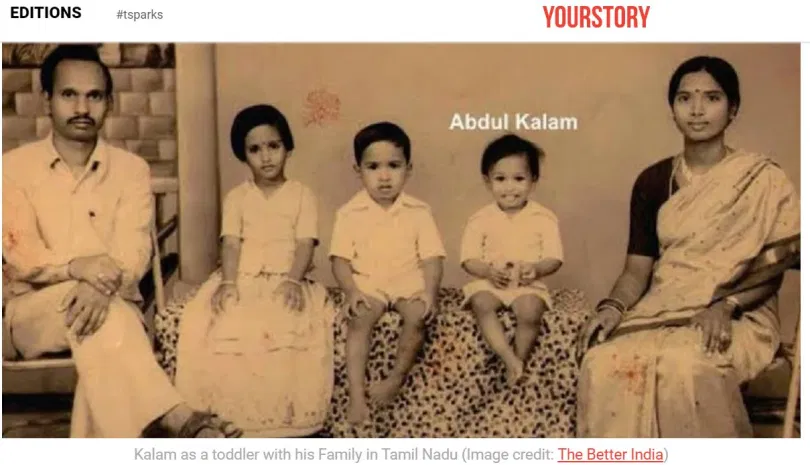 EDITIONS #tsparks YOURSTORY
Abdul Kalam
Kalam as a toddler with his Family in Tamil Nadu (Image credit: The Better India)